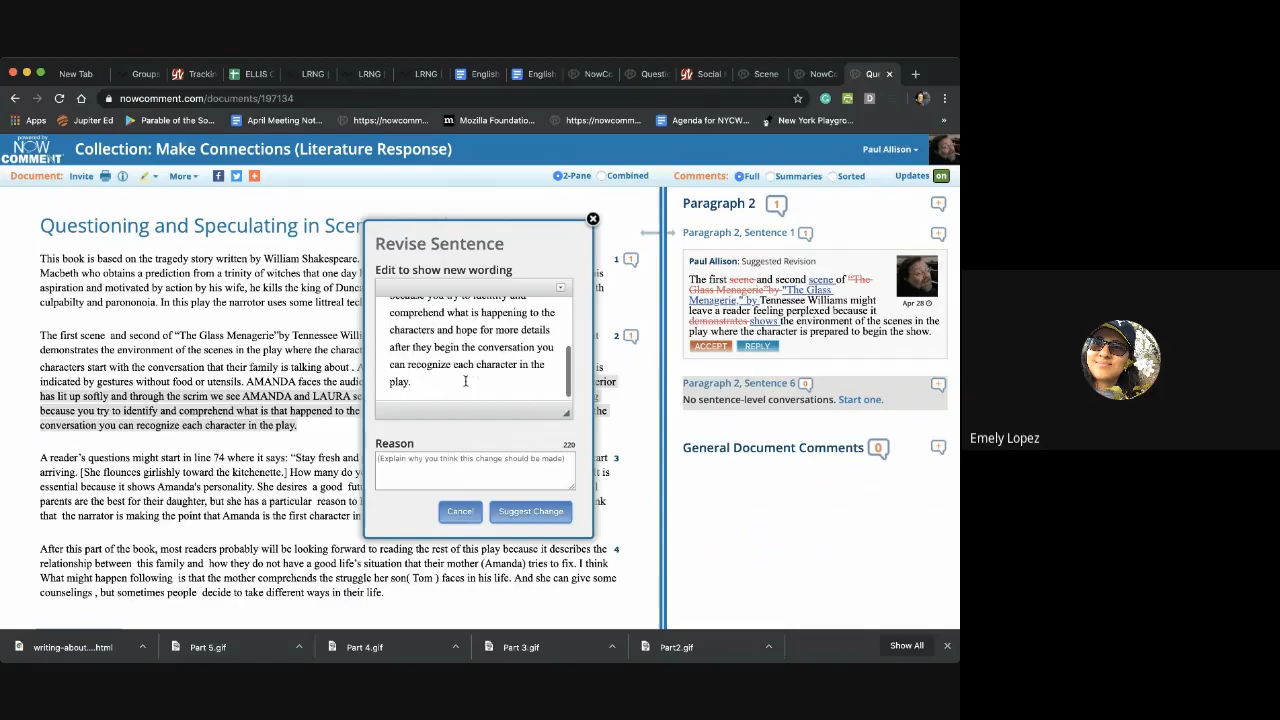 New Tab
Groups
Trackin
ELLIS C
LRNG (
LRNG (
LRNG (
English
English
NowCo
Questi
Social
Scene
NowCo
Que
nowcomment.com/documents/197134
Apps
Jupiter Ed
Parable of the So...
April Meeting Not...
https://nowcomm...
Mozilla Foundatio...
https://nowcomm...
Agenda for NYCW...
New York Playgro...
powered by
NOW
COMMENT
Collection: Make Connections (Literature Response)
Paul Allison
Document:
Invite
More
2-Pane
Combined
Comments:
Full
Summaries
Sorted
Updates
on
Questioning and Speculating in Scen
This book is based on the tragedy story written by William Shakespeare.
Macbeth who obtains a prediction from a trinity of witches that one day
expantion and motivated by action by his wife, he kills the king of Dunc
culpabilty and peromonia. In this play the narrator uses some littreal tec
1
1
The first scene and second of “The Glass Menagerie”by Tennessee Willi
demonstrates the environment of the scenes in the play where the charact
characters start with the conversation that their family is talking about . A
indicated by gestures without food or utensils. AMANDA faces the audie
has lit up softly and through the scrim we see AMANDA and LAURA se
because you try to identify and comprehend what is that happened to the
the conversation you can recognize each character in the play.
2
1
A reader's questions might start in line 74 where it says: “Stay fresh and
arriving. [She flounces girlishly toward the kitchenette.] How many do y
essential because it shows Amanda's personality. She desires a good futu
parents are the best for their daughter, but she has a particular reason to
that the narrator is making the point that Amanda is the first character in
3
After this part of the book, most readers probably will be looking forward to reading the rest of this play because it describes the
relationship between this family and how they do not have a good life's situation that their mother (Amanda) tries to fix. I think
What might happen following is that the mother comprehends the struggle her son( Tom ) faces in his life. And she can give some
counselings , but sometimes people decide to take different ways in their life.
4
Revise Sentence
Edit to show new wording
because you try to identify and
comprehend what is happening to the
characters and hope for more details
after they begin the conversation you
can recognize each character in the
play.
Reason
220
(Explain why you think this change should be made)
Cancel
Suggest Change
Paragraph 2
1
Paragraph 2, Sentence 1
1
Paul Allison: Suggested Revision
The first scene and second scene of “The
Glass Menagerie”by "The Glass
Menagerie," by Tennessee Williams might
leave a reader feeling perplexed because it
demonstrates shows the environment of the scenes in the
play where the character is prepared to begin the show.
Apr 28
ACCEPT
REPLY
Paragraph 2, Sentence 6
0
No sentence-level conversations. Start one.
General Document Comments
0
writing-about....html
Part 5.gif
Part 4.gif
Part 3.gif
Part2.gif
Show All
Emely Lopez